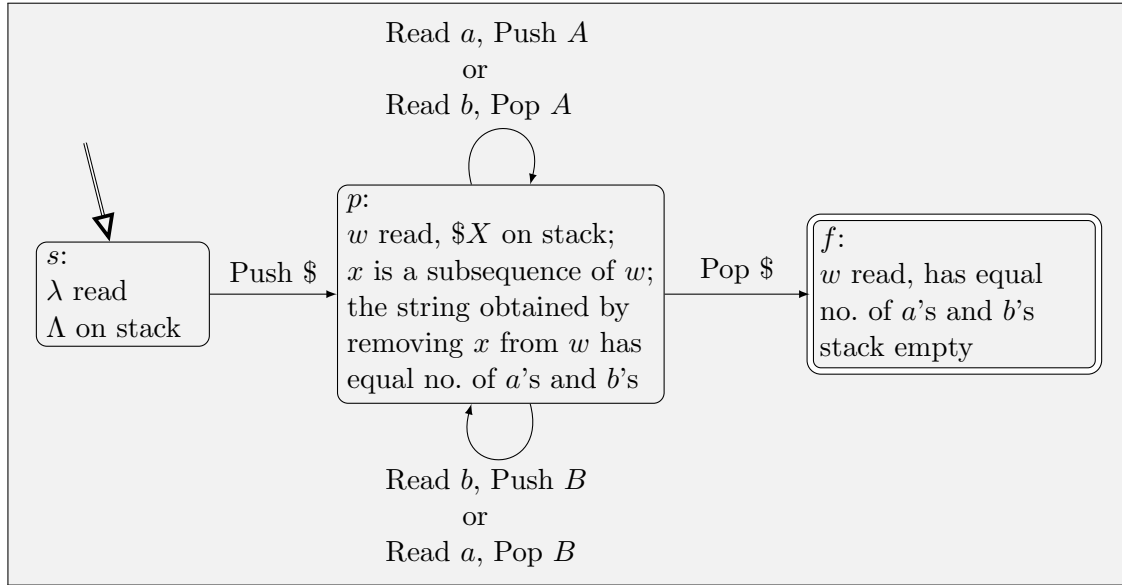 Read a, Push A
or
Read b, Pop A
s:
λ read
Λ on stack
Push $
p:
w read, $X on stack;
x is a subsequence of w;
the string obtained by
removing x from w has
equal no. of a's and b's
Pop $
f:
w read, has equal
no. of a's and b's
stack empty
Read b, Push B
or
Read a, Pop B